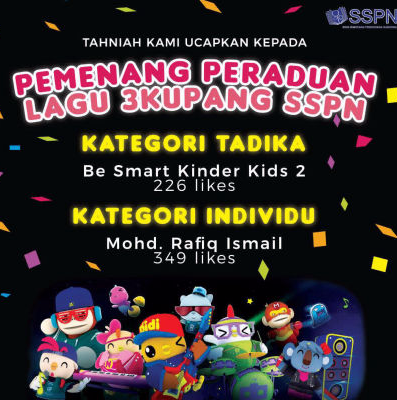 SSPN
TAHNIAH KAMI UCAPKAN KEPADA
PEMENANG PERADUAN
LAGU 3KUPANG SSPN
KATEGORI TADIKA
Be Smart Kinder Kids 2
226 likes
KATEGORI INDIVIDU
Mohd. Rafiq Ismail
349 likes
didi